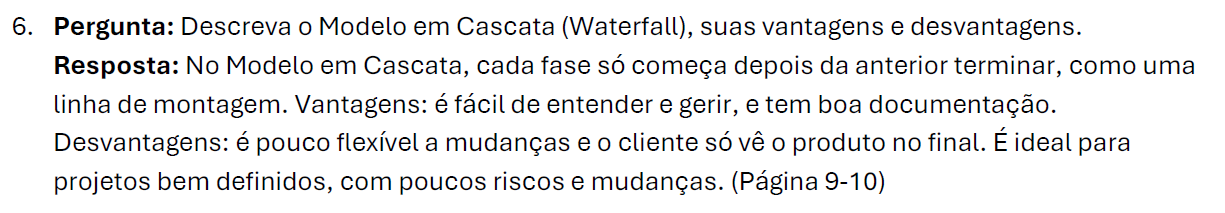 6. Pergunta: Descreva o Modelo em Cascata (Waterfall), suas vantagens e desvantagens.
Resposta: No Modelo em Cascata, cada fase só começa depois da anterior terminar, como uma
linha de montagem. Vantagens: é fácil de entender e gerir, e tem boa documentação.
Desvantagens: é pouco flexível a mudanças e o cliente só vê o produto no final. É ideal para
projetos bem definidos, com poucos riscos e mudanças. (Página 9-10)